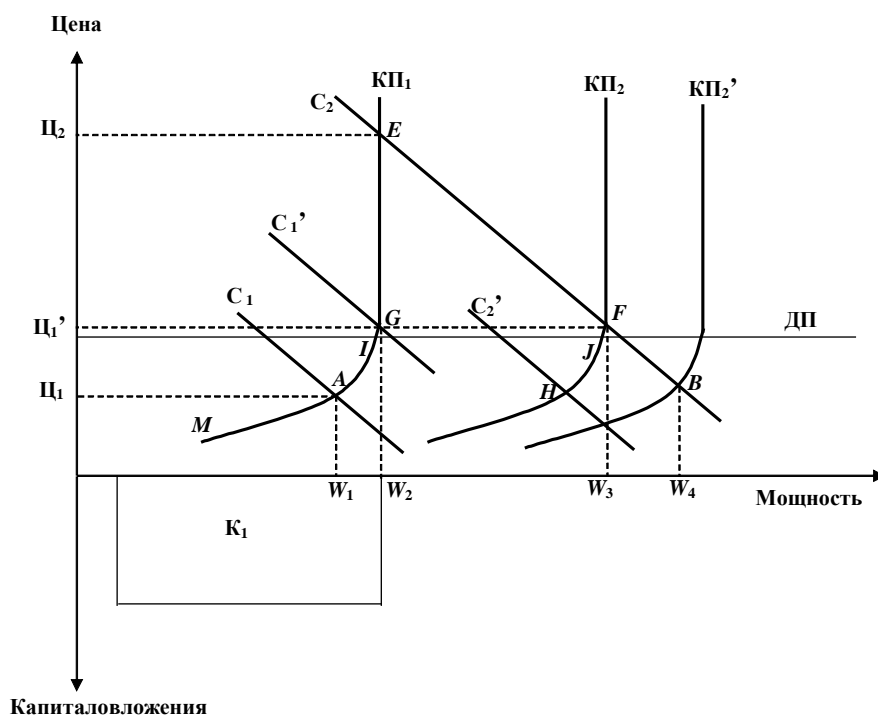 Цена
КП₁
КП₂
КП₂’
С₂
Ц₂
E
С₁’
С₁
С₂’
Ц₁’
G
F
ДП
I
J
Ц₁
A
H
B
M
W₁
W₂
W₃
W₄
Мощность
К₁
Капиталовложения